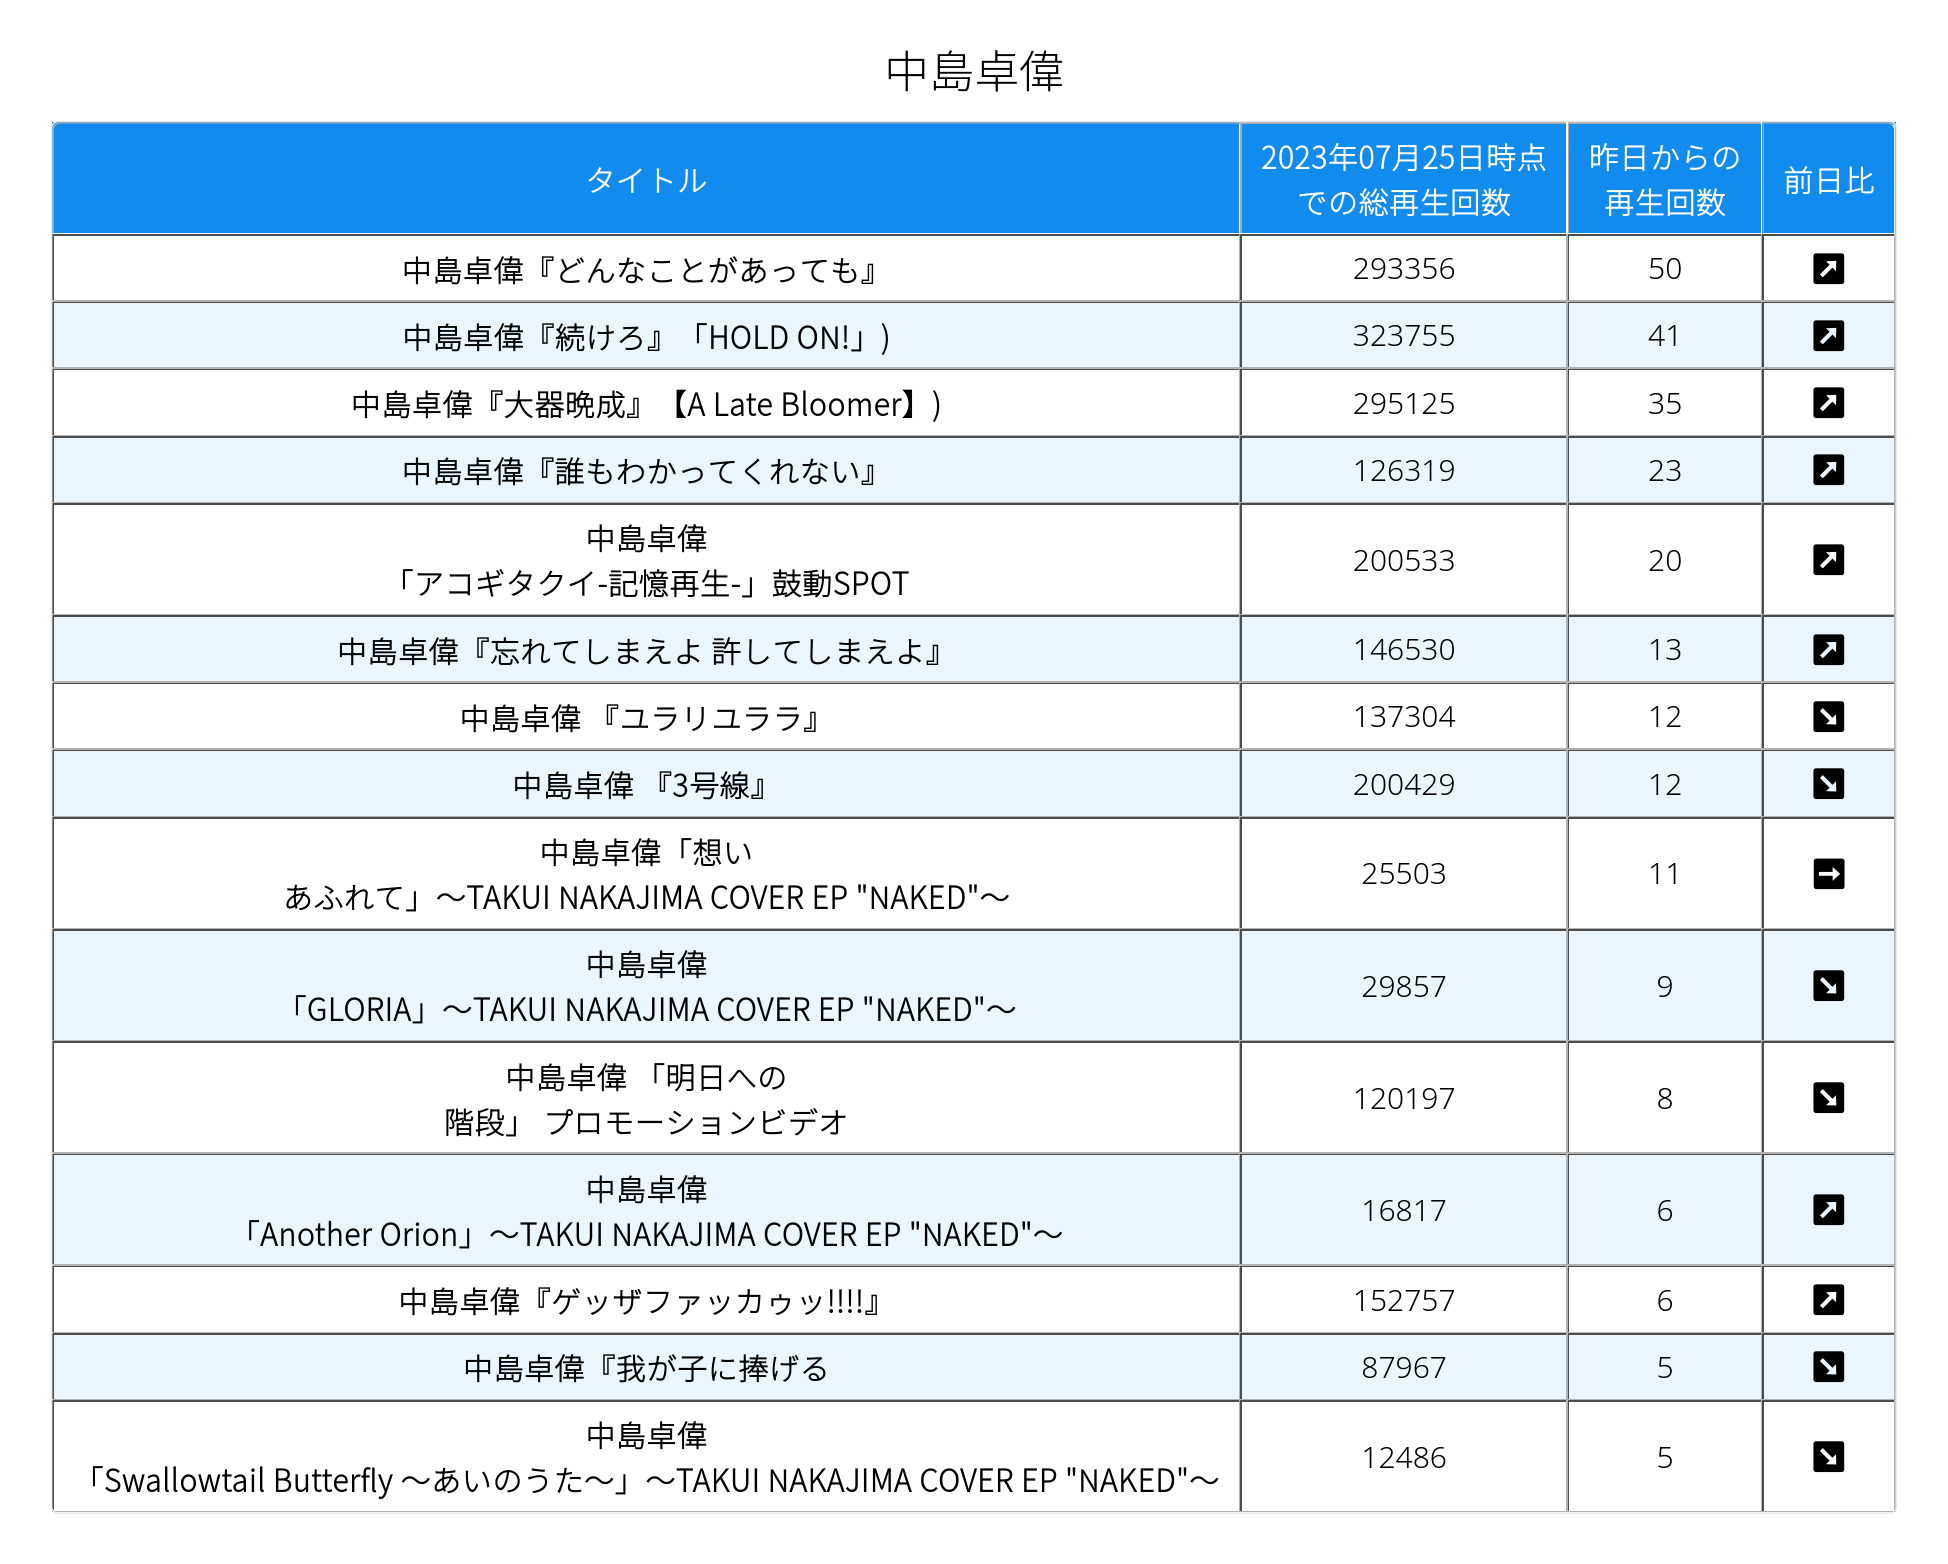 中島卓偉
タイトル
2023年07月25日時点
での総再生回数
昨日からの
再生回数
前日比
中島卓偉『どんなことがあっても』 293356 50
中島卓偉『続けろ』「HOLD ON!」) 323755 41
中島卓偉『大器晩成』【A Late Bloomer】) 295125 35
中島卓偉『誰もわかってくれない』 126319 23
中島卓偉
「アコギタクイ-記憶再生-」鼓動SPOT 200533 20
中島卓偉『忘れてしまえよ 許してしまえよ』 146530 13
中島卓偉 『ユラリユララ』 137304 12
中島卓偉 『3号線』 200429 12
中島卓偉「想い
あふれて」～TAKUI NAKAJIMA COVER EP "NAKED"～ 25503 11
中島卓偉
「GLORIA」～TAKUI NAKAJIMA COVER EP "NAKED"～ 29857 9
中島卓偉 「明日への
階段」 プロモーションビデオ 120197 8
中島卓偉
「Another Orion」～TAKUI NAKAJIMA COVER EP "NAKED"～ 16817 6
中島卓偉『ゲッザファッカゥッ!!!!』 152757 6
中島卓偉『我が子に捧げる 87967 5
中島卓偉
「Swallowtail Butterfly ～あいのうた～」～TAKUI NAKAJIMA COVER EP "NAKED"～ 12486 5